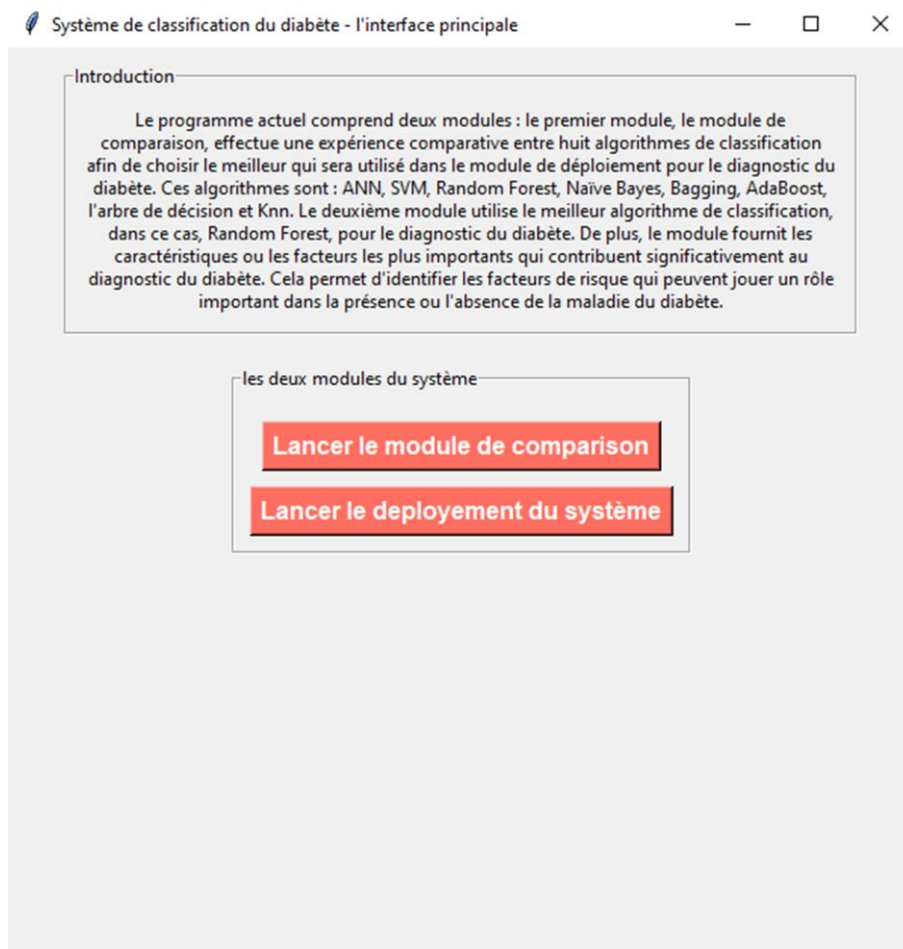 Système de classification du diabète - l'interface principale
Introduction
Le programme actuel comprend deux modules : le premier module, le module de
comparaison, effectue une expérience comparative entre huit algorithmes de classification
afin de choisir le meilleur qui sera utilisé dans le module de déploiement pour le diagnostic du
diabète. Ces algorithmes sont : ANN, SVM, Random Forest, Naïve Bayes, Bagging, AdaBoost,
l'arbre de décision et Knn. Le deuxième module utilise le meilleur algorithme de classification,
dans ce cas, Random Forest, pour le diagnostic du diabète. De plus, le module fournit les
caractéristiques ou les facteurs les plus importants qui contribuent significativement au
diagnostic du diabète. Cela permet d'identifier les facteurs de risque qui peuvent jouer un rôle
important dans la présence ou l'absence de la maladie du diabète.
les deux modules du système
Lancer le module de comparison
Lancer le deployement du système